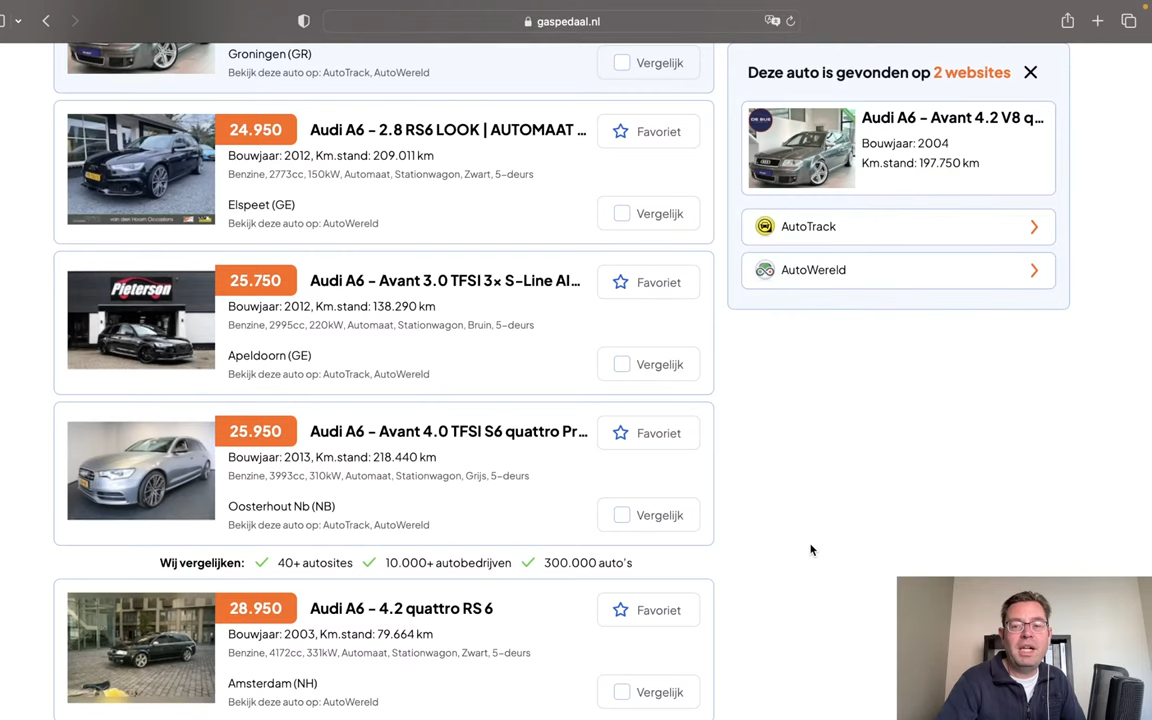 gaspedaal.nl
Groningen (GR)
Bekijk deze auto op: AutoTrack, AutoWereld
Vergelijk
24.950
Audi A6 - 2.8 RS6 LOOK | AUTOMAAT ...
Favoriet
Bouwjaar: 2012, Km.stand: 209.011 km
Benzine, 2773cc, 150kW, Automaat, Stationwagon, Zwart, 5-deurs
Elspeet (GE)
Bekijk deze auto op: AutoWereld
Vergelijk
van den Hoorn Occasions
25.750
Audi A6 - Avant 3.0 TFSI 3x S-Line Al...
Favoriet
Pieterson
Bouwjaar: 2012, Km.stand: 138.290 km
Benzine, 2995cc, 220kW, Automaat, Stationwagon, Bruin, 5-deurs
Apeldoorn (GE)
Bekijk deze auto op: AutoTrack, AutoWereld
Vergelijk
25.950
Audi A6 - Avant 4.0 TFSI S6 quattro Pr...
Favoriet
Bouwjaar: 2013, Km.stand: 218.440 km
Benzine, 3993cc, 310kW, Automaat, Stationwagon, Grijs, 5-deurs
Oosterhout Nb (NB)
Bekijk deze auto op: AutoTrack, AutoWereld
Vergelijk
Wij vergelijken: 40+ autosites 10.000+ autobedrijven 300.000 auto's
28.950
Audi A6 - 4.2 quattro RS 6
Favoriet
Bouwjaar: 2003, Km.stand: 79.664 km
Benzine, 4172cc, 331kW, Automaat, Stationwagon, Zwart, 5-deurs
Amsterdam (NH)
Bekijk deze auto op: AutoTrack, AutoWereld
Vergelijk
Deze auto is gevonden op 2 websites
Audi A6 - Avant 4.2 V8 q...
Bouwjaar: 2004
Km.stand: 197.750 km
AutoTrack
AutoWereld